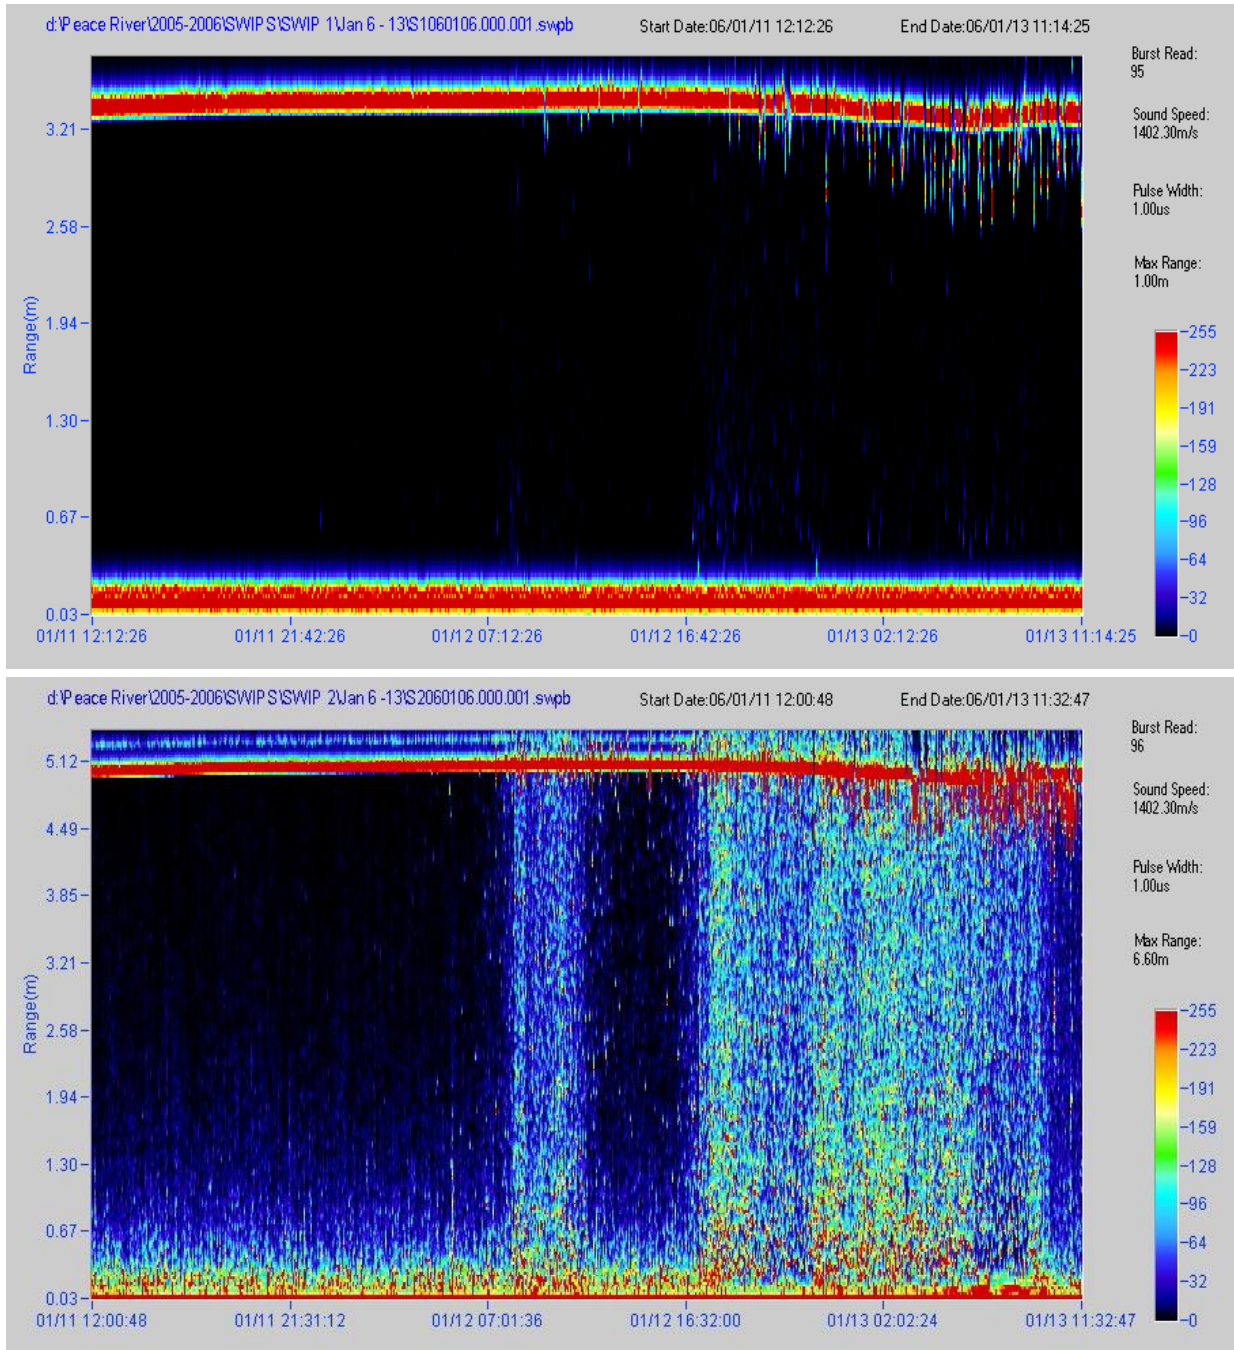 d:\Peace River\2005-2006\SWIPS\SWIP 1\Jan 6 - 13\S1060106.000.001.swpb Start Date:06/01/11 12:12:26 End Date:06/01/13 11:14:25
Burst Read:
95
Sound Speed:
1402.30m/s
Pulse Width:
1.00us
Max Range:
1.00m
Range(m)
3.21
2.58
1.94
1.30
0.67
0.03
255
223
191
159
128
96
64
32
0
01/11 12:12:26 01/11 21:42:26 01/12 07:12:26 01/12 16:42:26 01/13 02:12:26 01/13 11:14:25
d:\Peace River\2005-2006\SWIPS\SWIP 2\Jan 6 -13\S2060106.000.001.swpb Start Date:06/01/11 12:00:48 End Date:06/01/13 11:32:47
Burst Read:
96
Sound Speed:
1402.30m/s
Pulse Width:
1.00us
Max Range:
6.60m
Range(m)
5.12
4.49
3.85
3.21
2.58
1.94
1.30
0.67
0.03
255
223
191
159
128
96
64
32
0
01/11 12:00:48 01/11 21:31:12 01/12 07:01:36 01/12 16:32:00 01/13 02:02:24 01/13 11:32:47